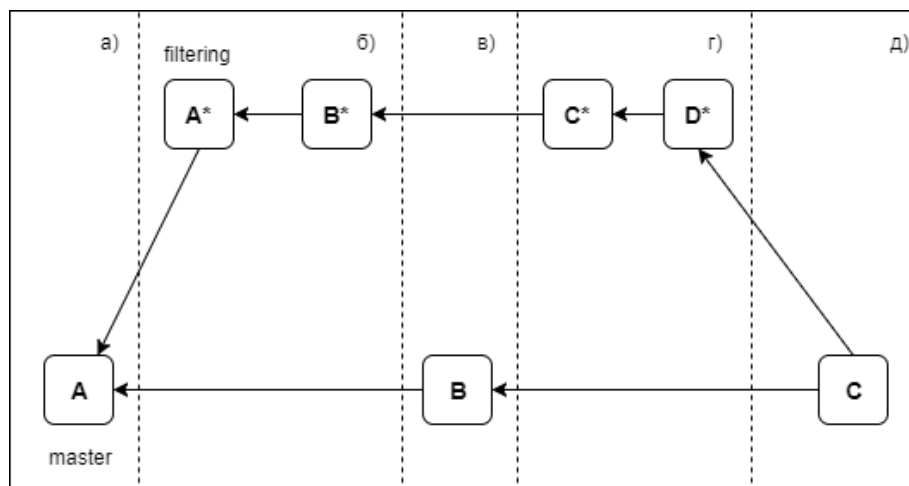 а)
б)
в)
г)
д)
filtering
A*
B*
C*
D*
A
B
C
master